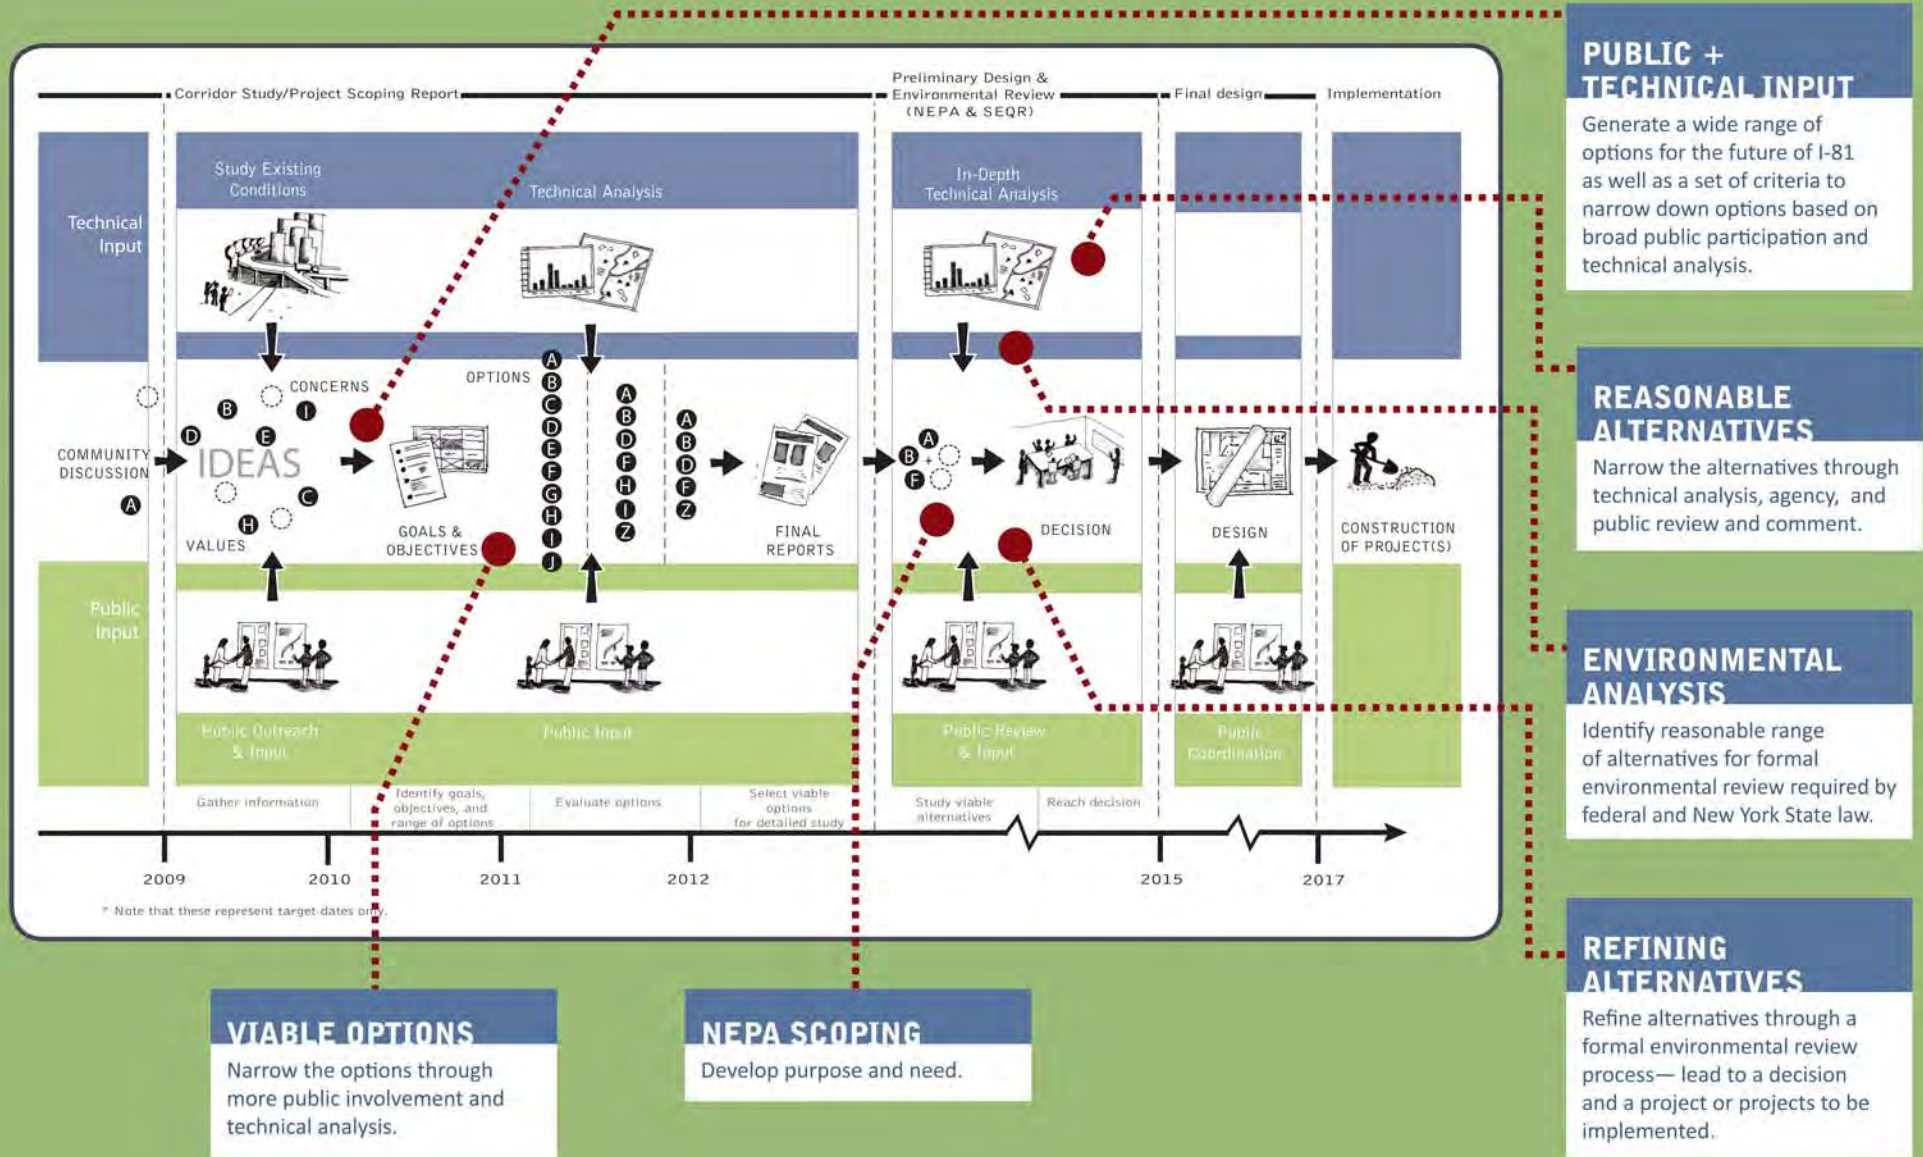 Corridor Study/Project Scoping Report
Preliminary Design &
Environmental Review
(NEPA & SEQR)
Final design
Implementation
Technical
Input
Study Existing
Conditions
Technical Analysis
In-Depth
Technical Analysis
COMMUNITY
DISCUSSION
A
CONCERNS
B
I
D
E
IDEAS
C
H
VALUES
GOALS &
OBJECTIVES
OPTIONS
A
B
C
D
E
F
G
H
I
J
A
B
D
F
H
I
Z
A
B
D
F
Z
FINAL
REPORTS
A
B +
F
DECISION
DESIGN
CONSTRUCTION
OF PROJECT(S)
Public
Input
Public Outreach
& Input
Public Input
Public Review
& Input
Public
Coordination
Gather information
Identify goals,
objectives, and
range of options
Evaluate options
Select viable
options
for detailed study
Study viable
alternatives
Reach decision
2009
2010
2011
2012
2015
2017
* Note that these represent target dates only.
PUBLIC +
TECHNICAL INPUT
Generate a wide range of
options for the future of I-81
as well as a set of criteria to
narrow down options based on
broad public participation and
technical analysis.
REASONABLE
ALTERNATIVES
Narrow the alternatives through
technical analysis, agency, and
public review and comment.
ENVIRONMENTAL
ANALYSIS
Identify reasonable range
of alternatives for formal
environmental review required by
federal and New York State law.
REFINING
ALTERNATIVES
Refine alternatives through a
formal environmental review
process— lead to a decision
and a project or projects to be
implemented.
VIABLE OPTIONS
Narrow the options through
more public involvement and
technical analysis.
NEPA SCOPING
Develop purpose and need.